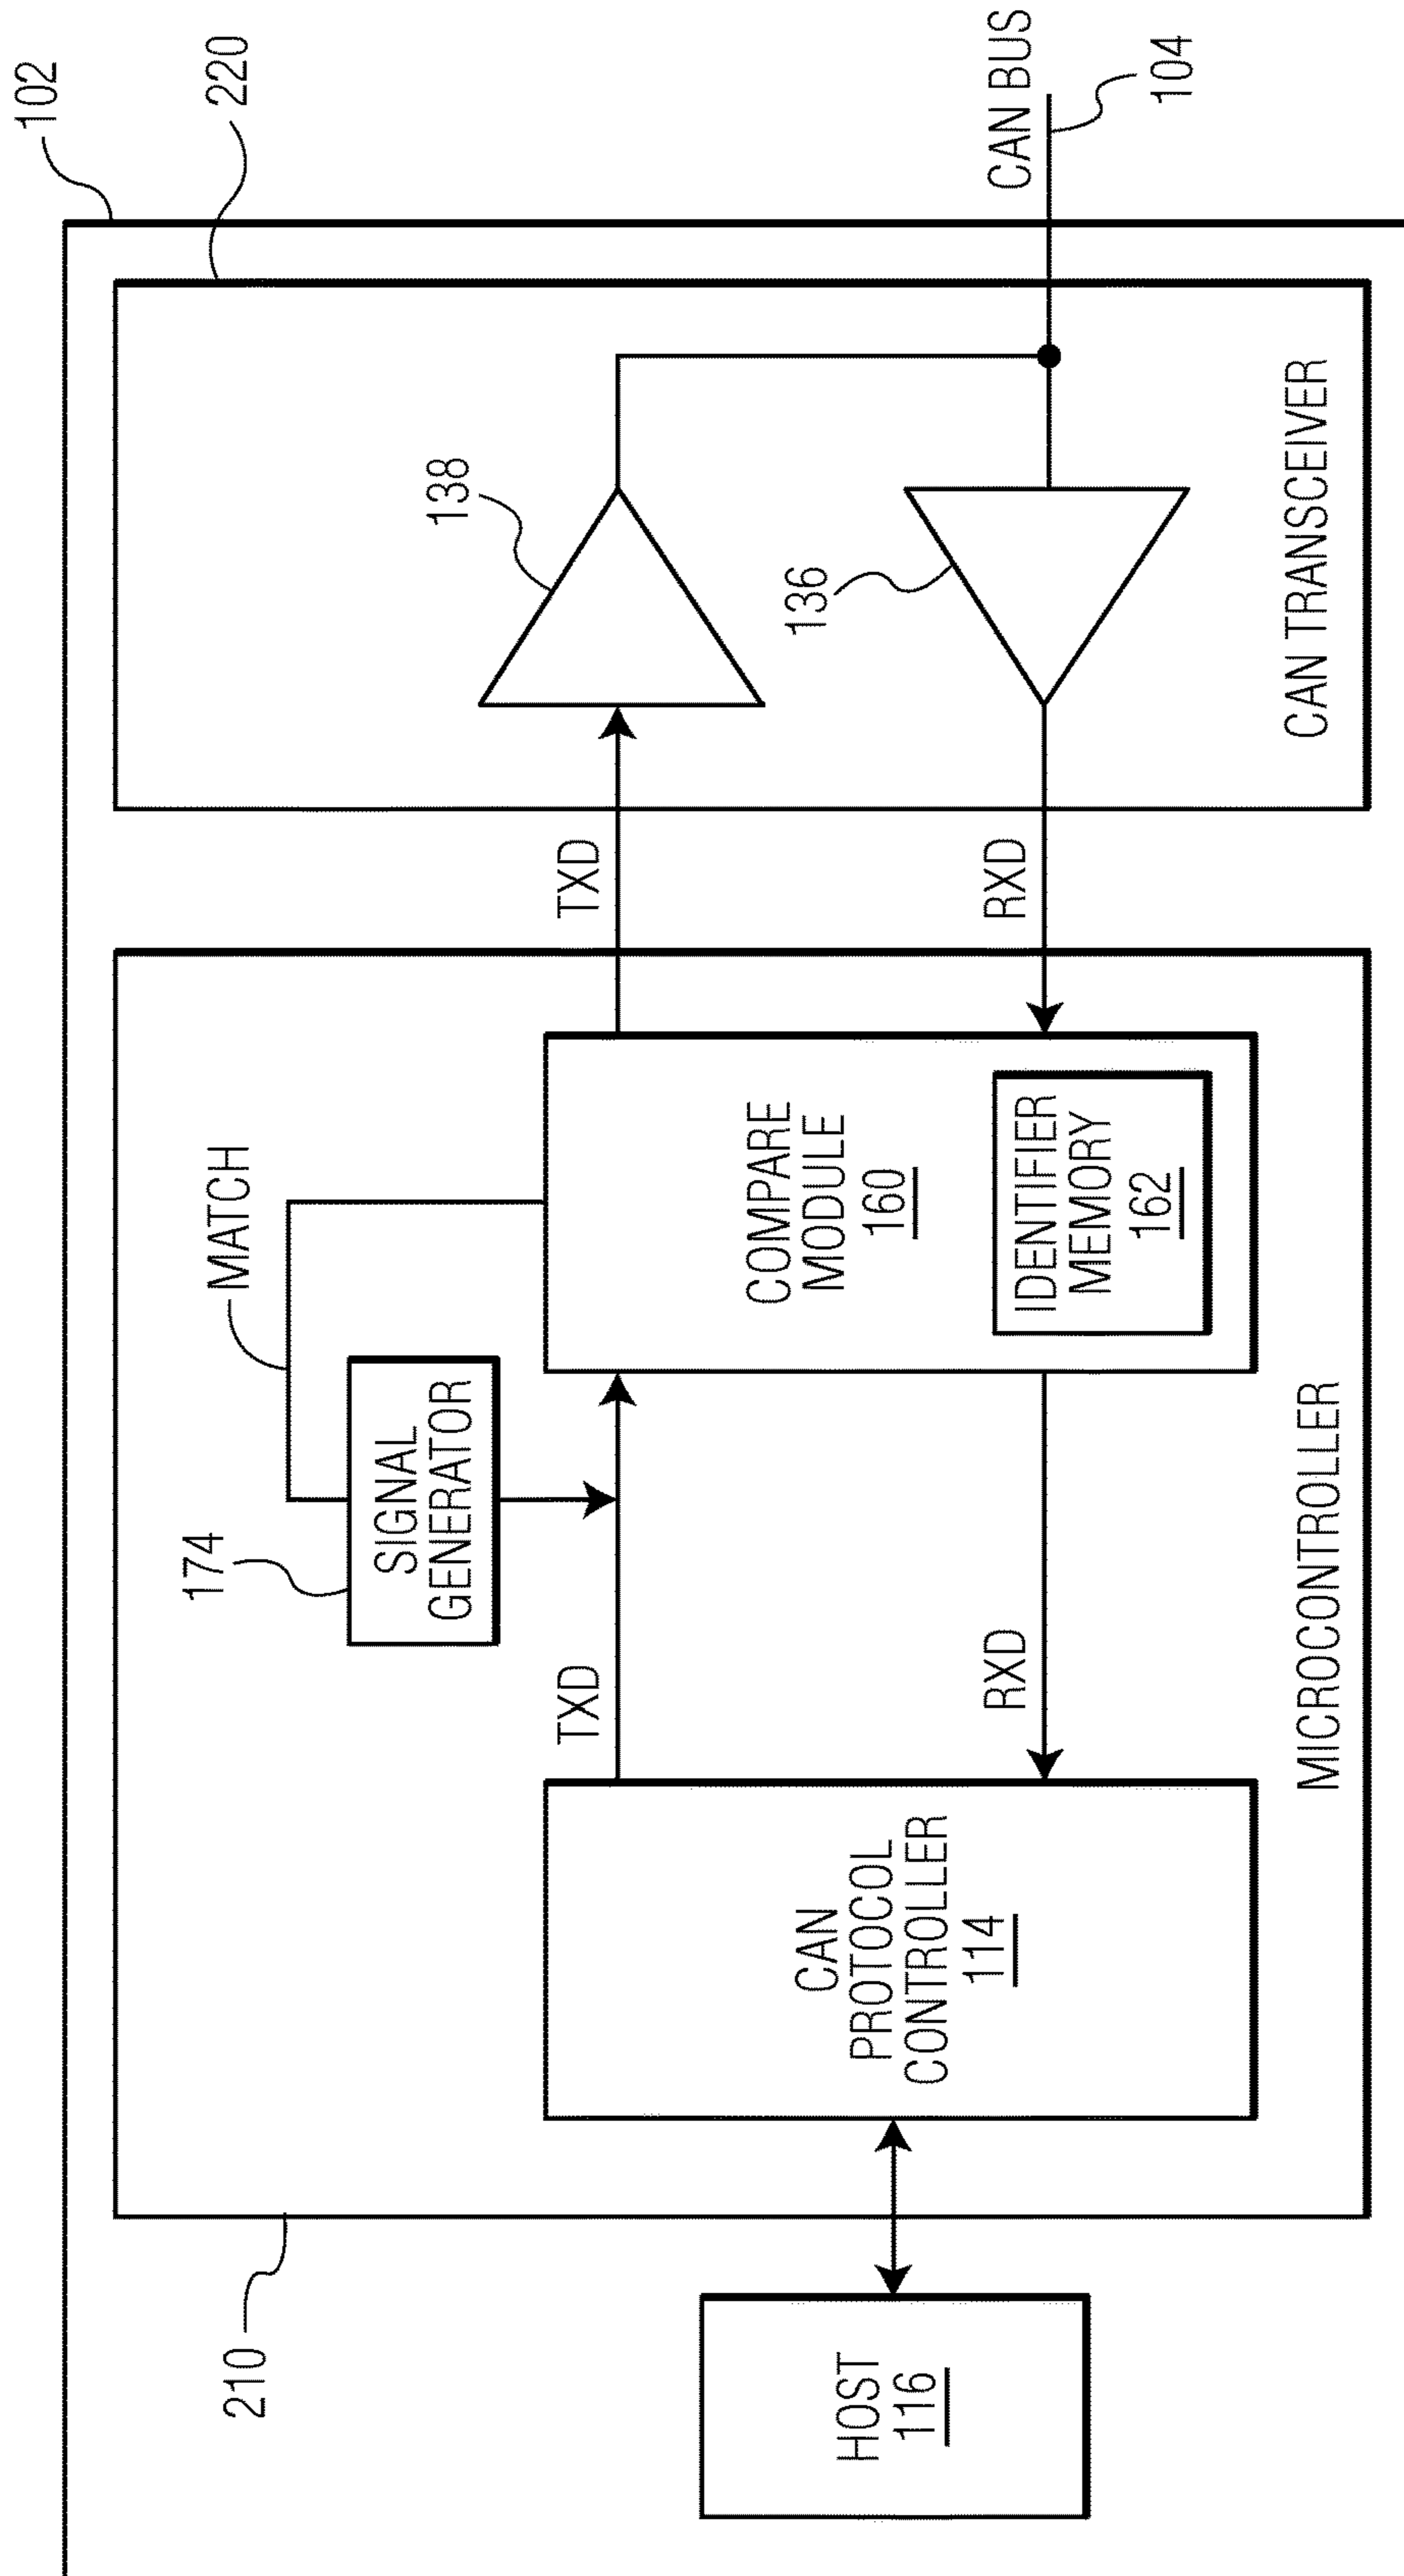 102
220
CAN BUS
104
138
136
CAN TRANSCEIVER
TXD
RXD
MATCH
174
SIGNAL
GENERATOR
COMPARE
MODULE
160
IDENTIFIER
MEMORY
162
TXD
RXD
CAN
PROTOCOL
CONTROLLER
114
MICROCONTROLLER
210
HOST
116